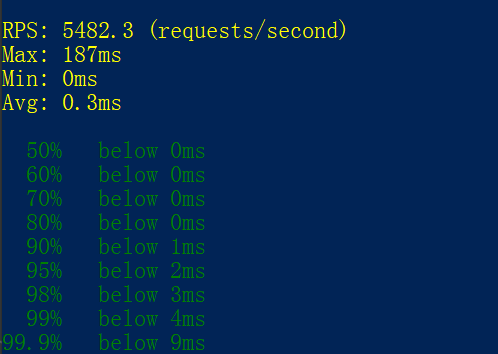 RPS: 5482.3 (requests/second)
Max: 187ms
Min: 0ms
Avg: 0.3ms
50% below 0ms
60% below 0ms
70% below 0ms
80% below 0ms
90% below 1ms
95% below 2ms
98% below 3ms
99% below 4ms
99.9% below 9ms